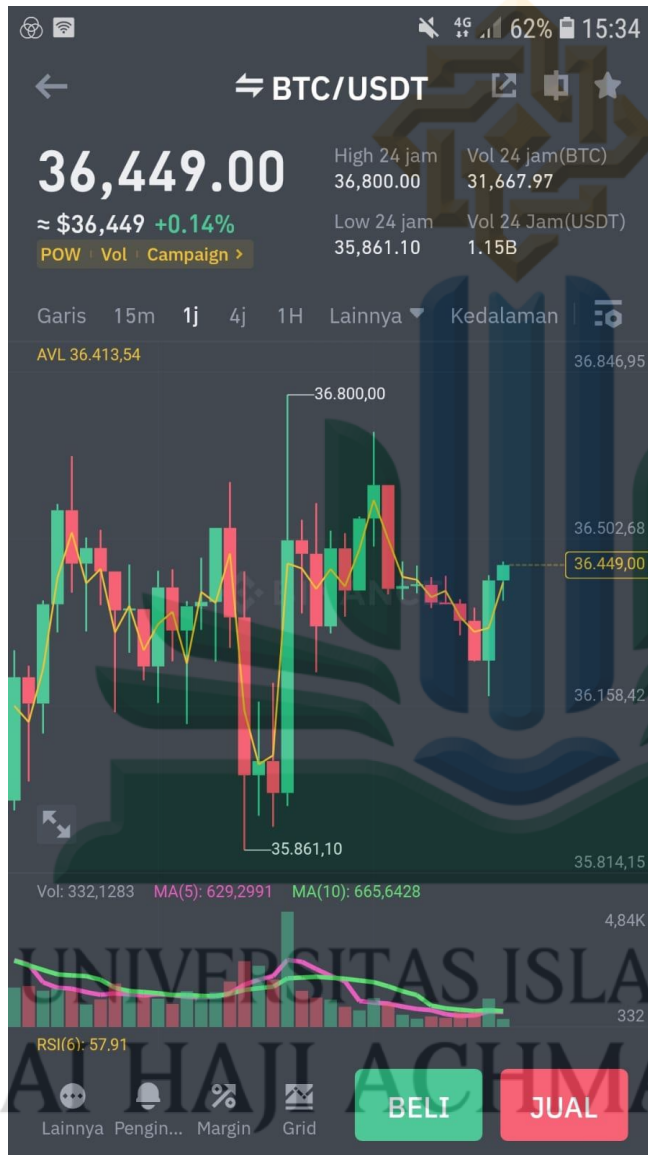 4G 62% 15:34
BTC/USDT
36,449.00
≈ $36,449 +0.14%
POW Vol Campaign >
High 24 jam
36,800.00
Vol 24 jam(BTC)
31,667.97
Low 24 jam
35,861.10
Vol 24 Jam(USDT)
1.15B
Garis 15m 1j 4j 1H Lainnya Kedalaman
AVL 36.413,54
36.846,95
36.800,00
36.502,68
36.449,00
BINANCE
36.158,42
35.861,10
35.814,15
Vol: 332,1283 MA(5): 629,2991 MA(10): 665,6428
4,84K
UNIVERSITAS ISLA
332
RSI(6): 57,91
AI HAJI ACHM
Lainnya Pengin... Margin Grid
BELI JUAL